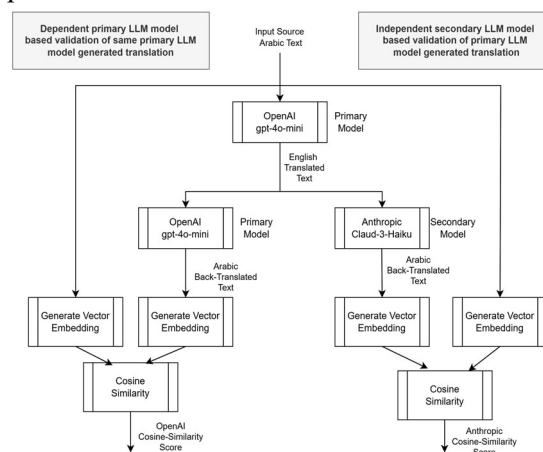 Dependent primary LLM model
based validation of same primary LLM
model generated translation
Input Source
Arabic Text
Independent secondary LLM model
based validation of primary LLM
model generated translation
OpenAI
gpt-4o-mini
Primary
Model
English
Translated
Text
OpenAI
gpt-4o-mini
Primary
Model
Anthropic
Claud-3-Haiku
Secondary
Model
Arabic
Back-Translated
Text
Arabic
Back-Translated
Text
Generate Vector
Embedding
Generate Vector
Embedding
Generate Vector
Embedding
Generate Vector
Embedding
Cosine
Similarity
Cosine
Similarity
OpenAI
Cosine-Similarity
Score
Anthropic
Cosine-Similarity
Score